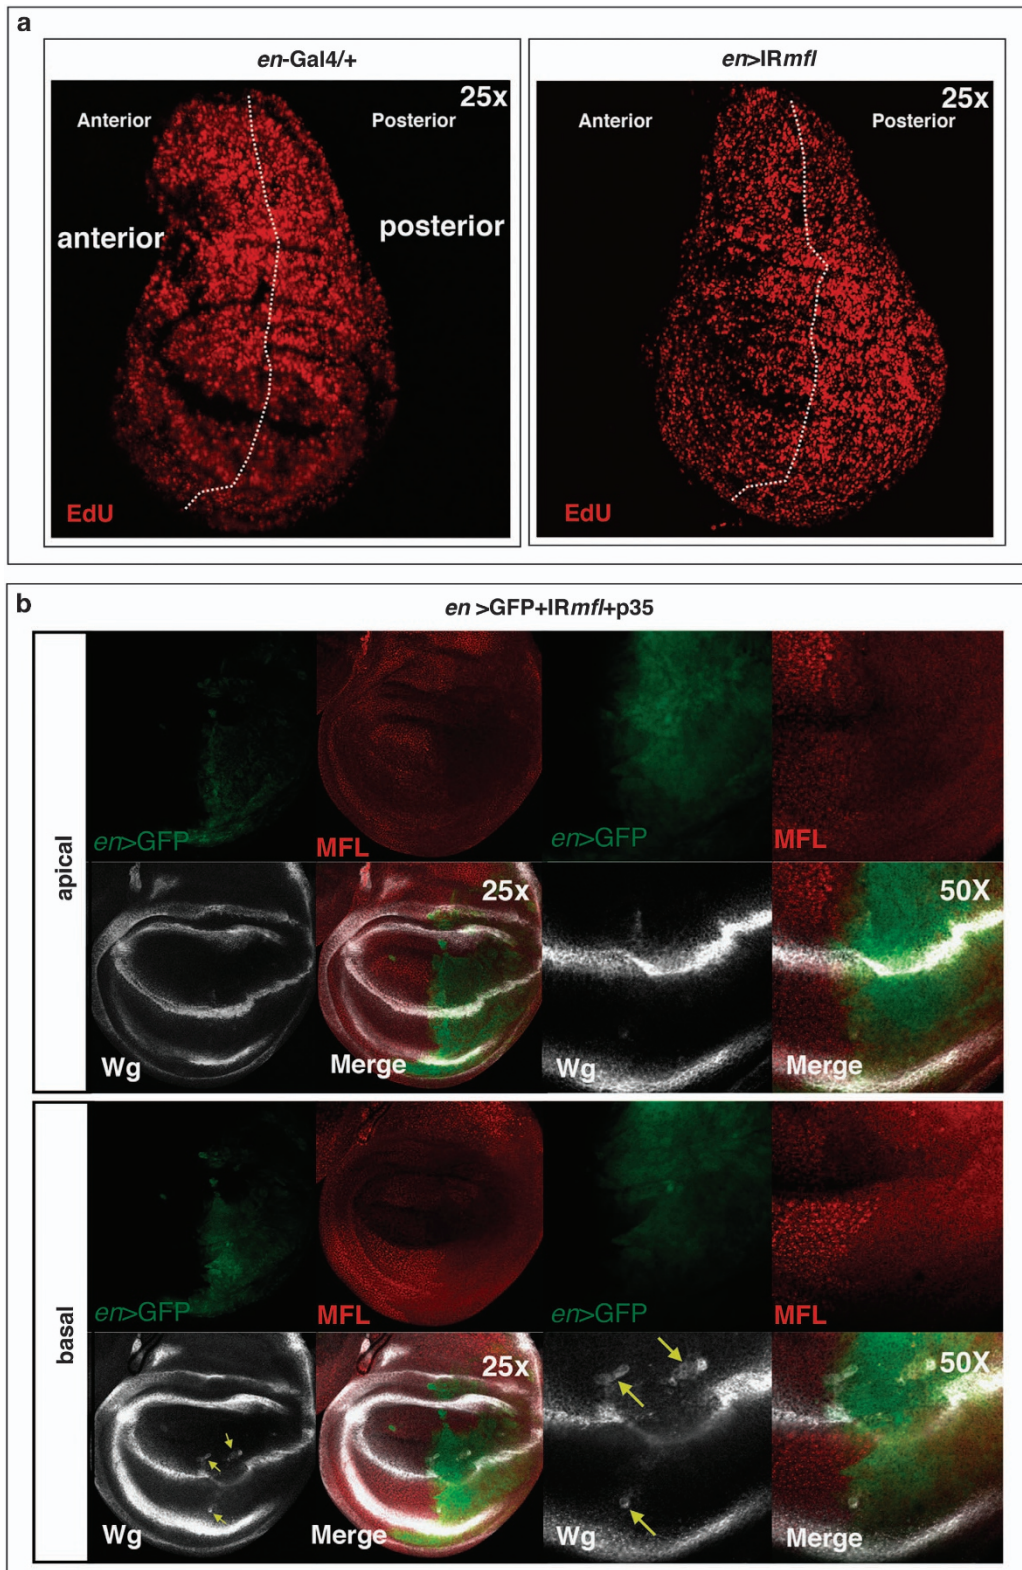 a
en-Gal4/+
en>IRmfl
25x
Anterior
Posterior
anterior
posterior
EdU
25x
Anterior
Posterior
EdU
b
en >GFP+IRmfl+p35
apical
en>GFP
MFL
en>GFP
MFL
Wg
25x
Merge
Wg
50X
Merge
basal
en>GFP
MFL
en>GFP
MFL
Wg
25x
Merge
Wg
50X
Merge